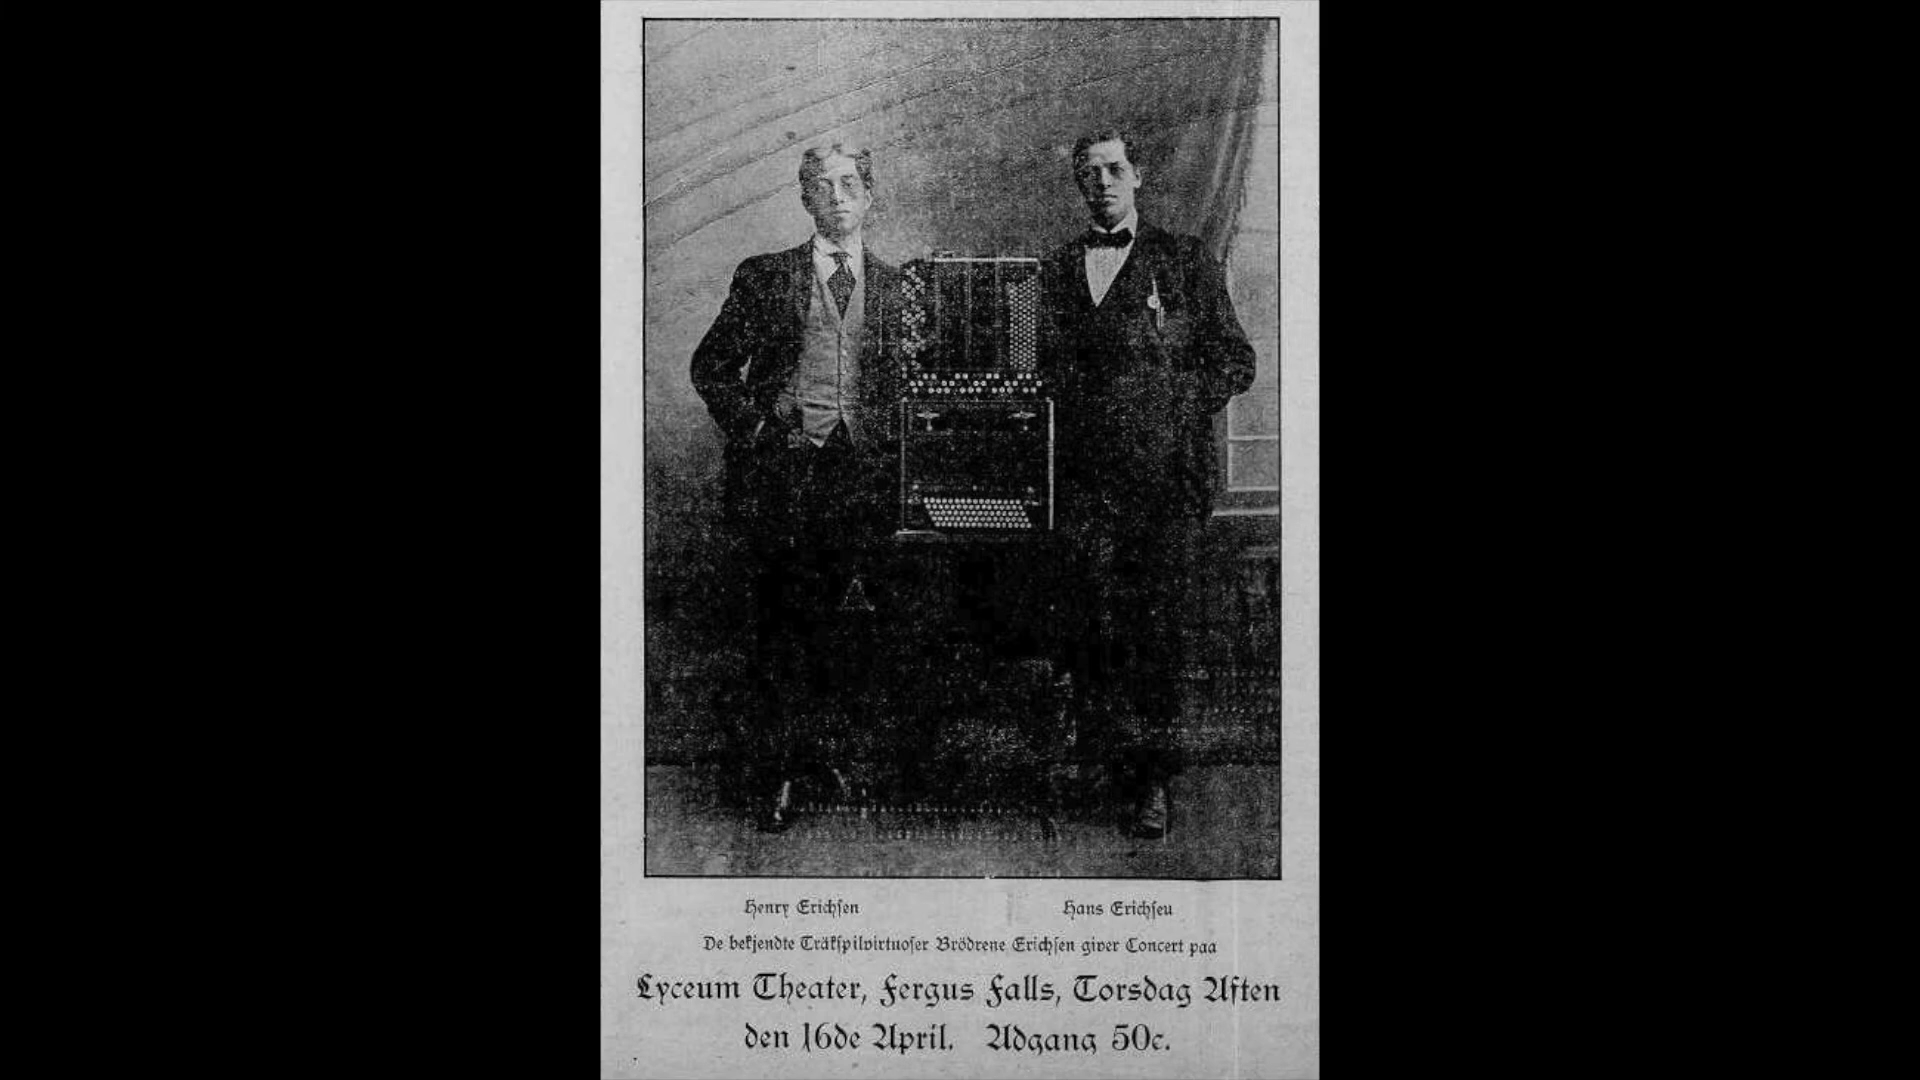 Henry Erichsen
Hans Erichseu
De bekjendte Träkspilvirtuoser Brödrene Erichsen giver Concert paa
Lyceum Theater, Fergus Falls, Torsdag Aften
den 16de April. Adgang 50c.